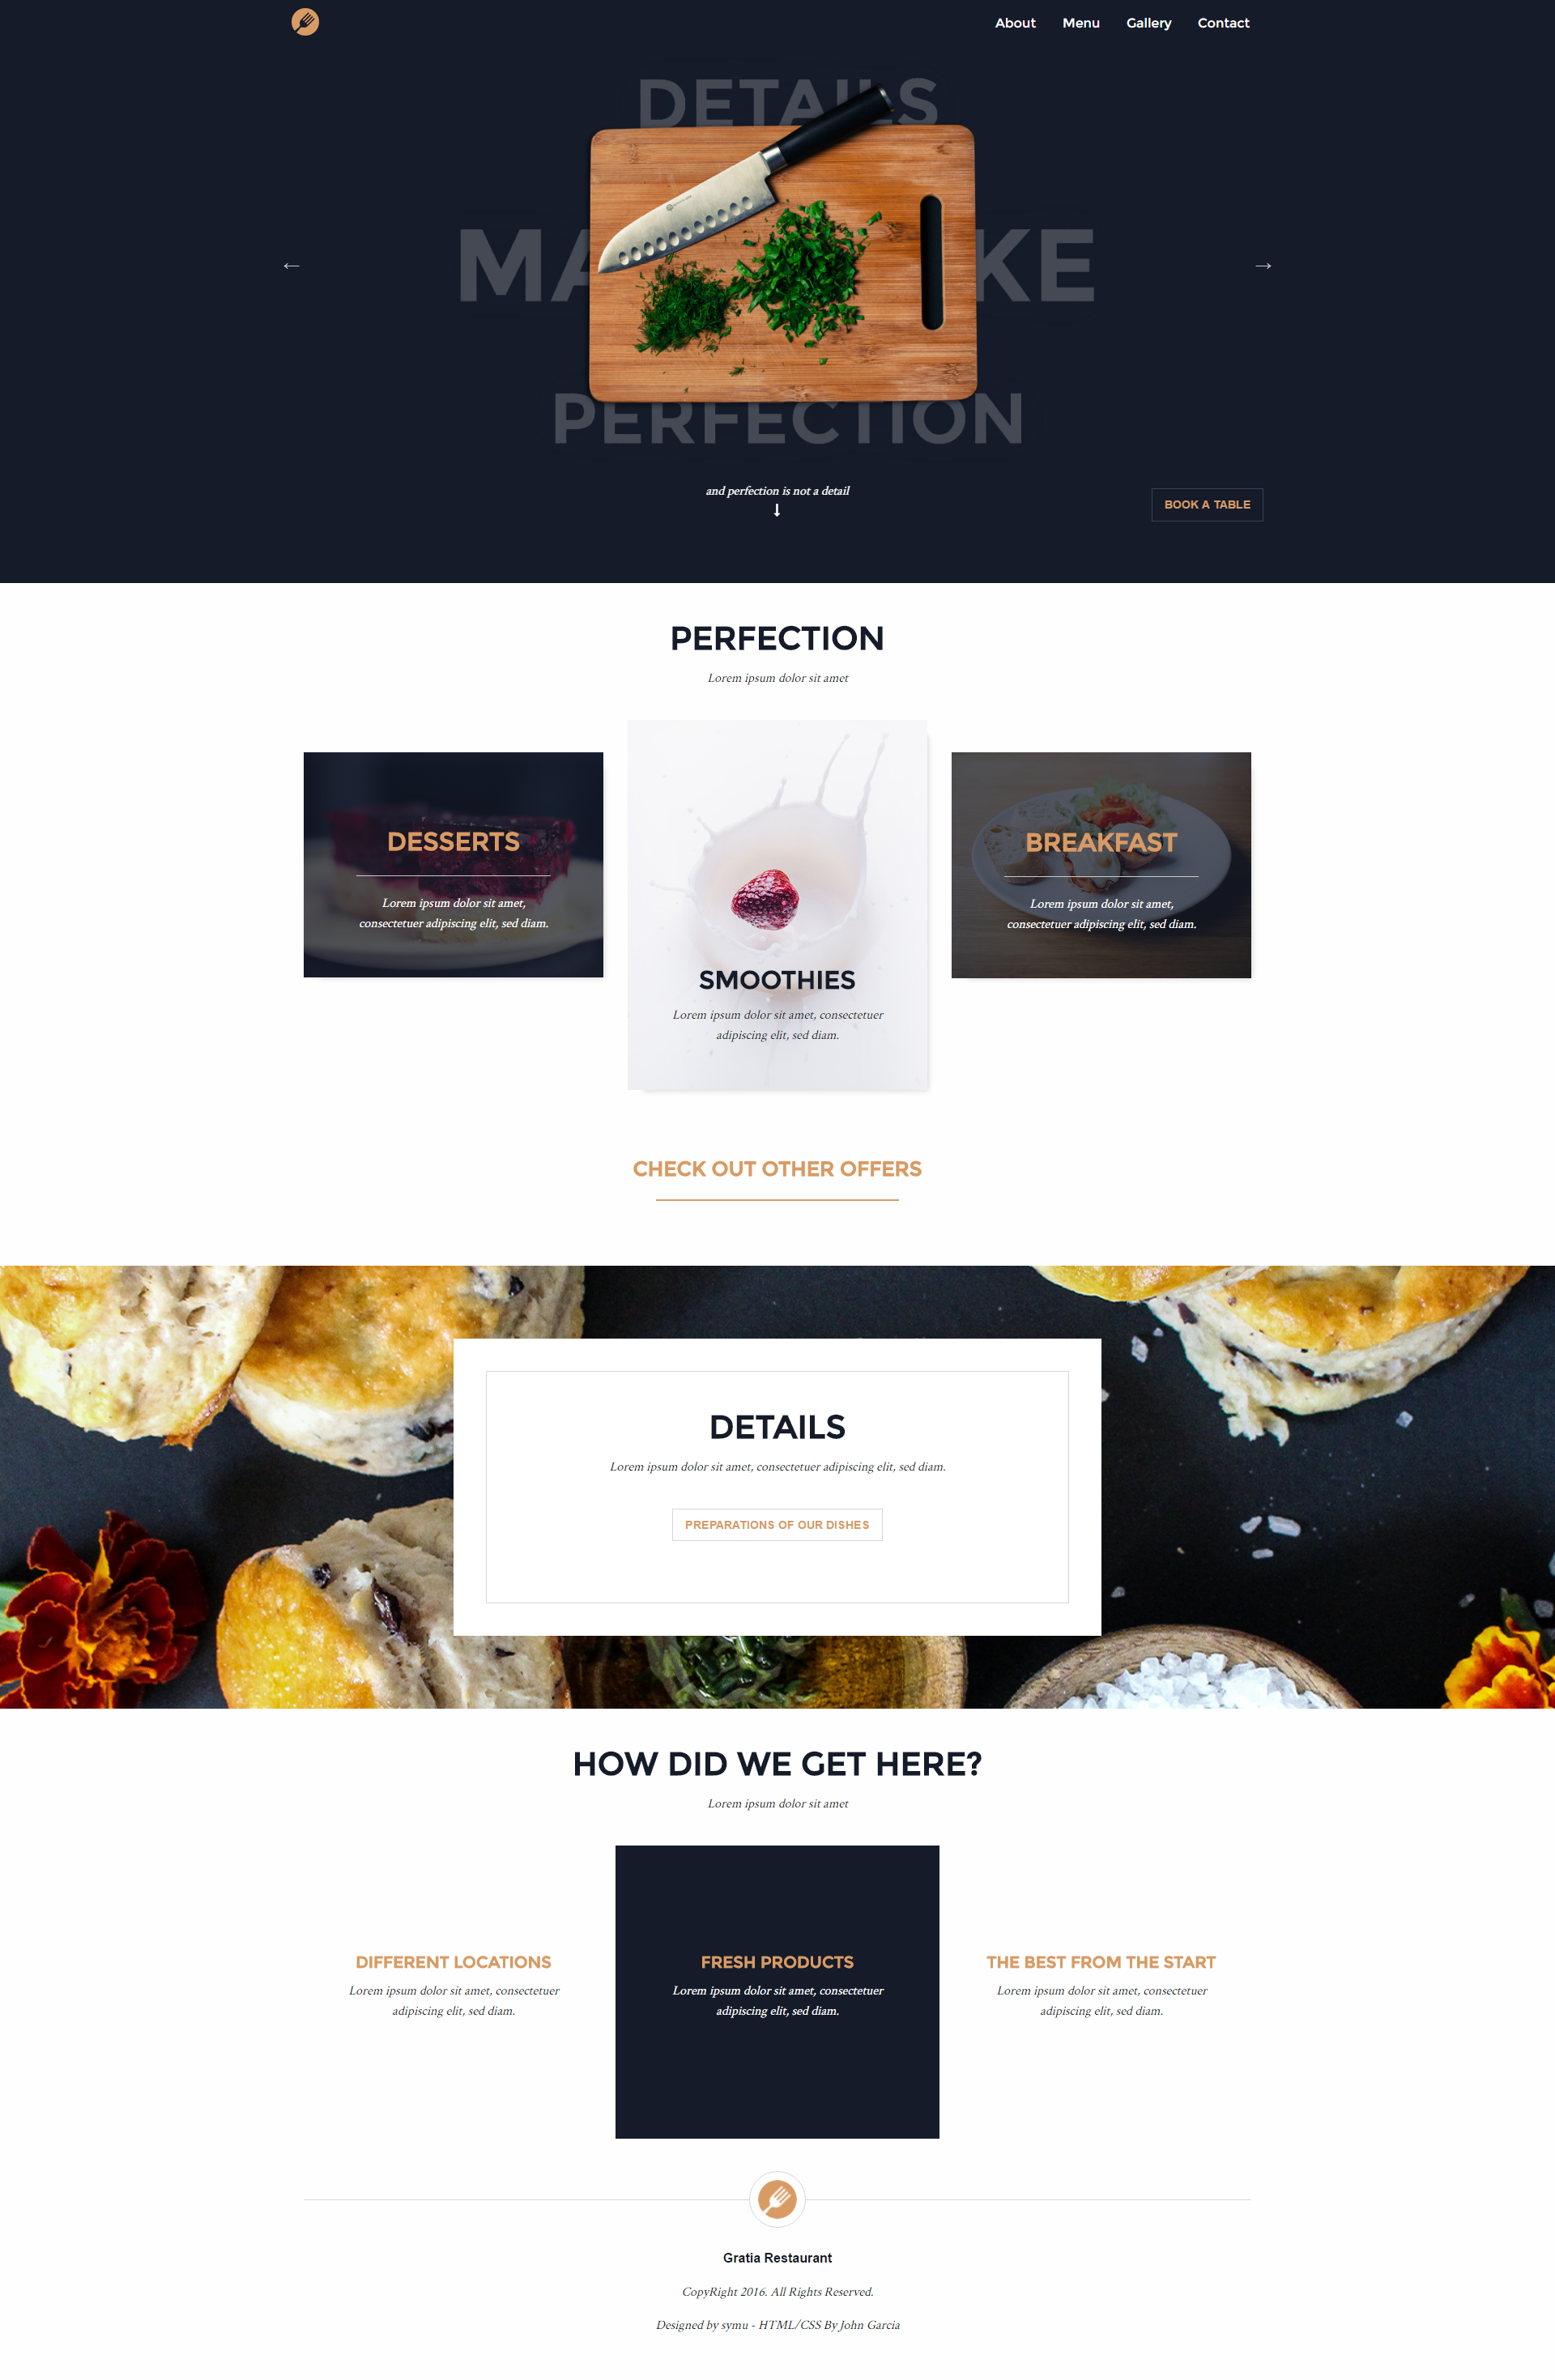 About Menu Gallery Contact
DETAILS
MA KE
PERFECTION
and perfection is not a detail
BOOK A TABLE
PERFECTION
Lorem ipsum dolor sit amet
DESSERTS
Lorem ipsum dolor sit amet,
consectetuer adipiscing elit, sed diam.
SMOOTHIES
Lorem ipsum dolor sit amet, consectetuer
adipiscing elit, sed diam.
BREAKFAST
Lorem ipsum dolor sit amet,
consectetuer adipiscing elit, sed diam.
CHECK OUT OTHER OFFERS
DETAILS
Lorem ipsum dolor sit amet, consectetuer adipiscing elit, sed diam.
PREPARATIONS OF OUR DISHES
HOW DID WE GET HERE?
Lorem ipsum dolor sit amet
DIFFERENT LOCATIONS
Lorem ipsum dolor sit amet, consectetuer
adipiscing elit, sed diam.
FRESH PRODUCTS
Lorem ipsum dolor sit amet, consectetuer
adipiscing elit, sed diam.
THE BEST FROM THE START
Lorem ipsum dolor sit amet, consectetuer
adipiscing elit, sed diam.
Gratia Restaurant
CopyRight 2016. All Rights Reserved.
Designed by symu - HTML/CSS By John Garcia